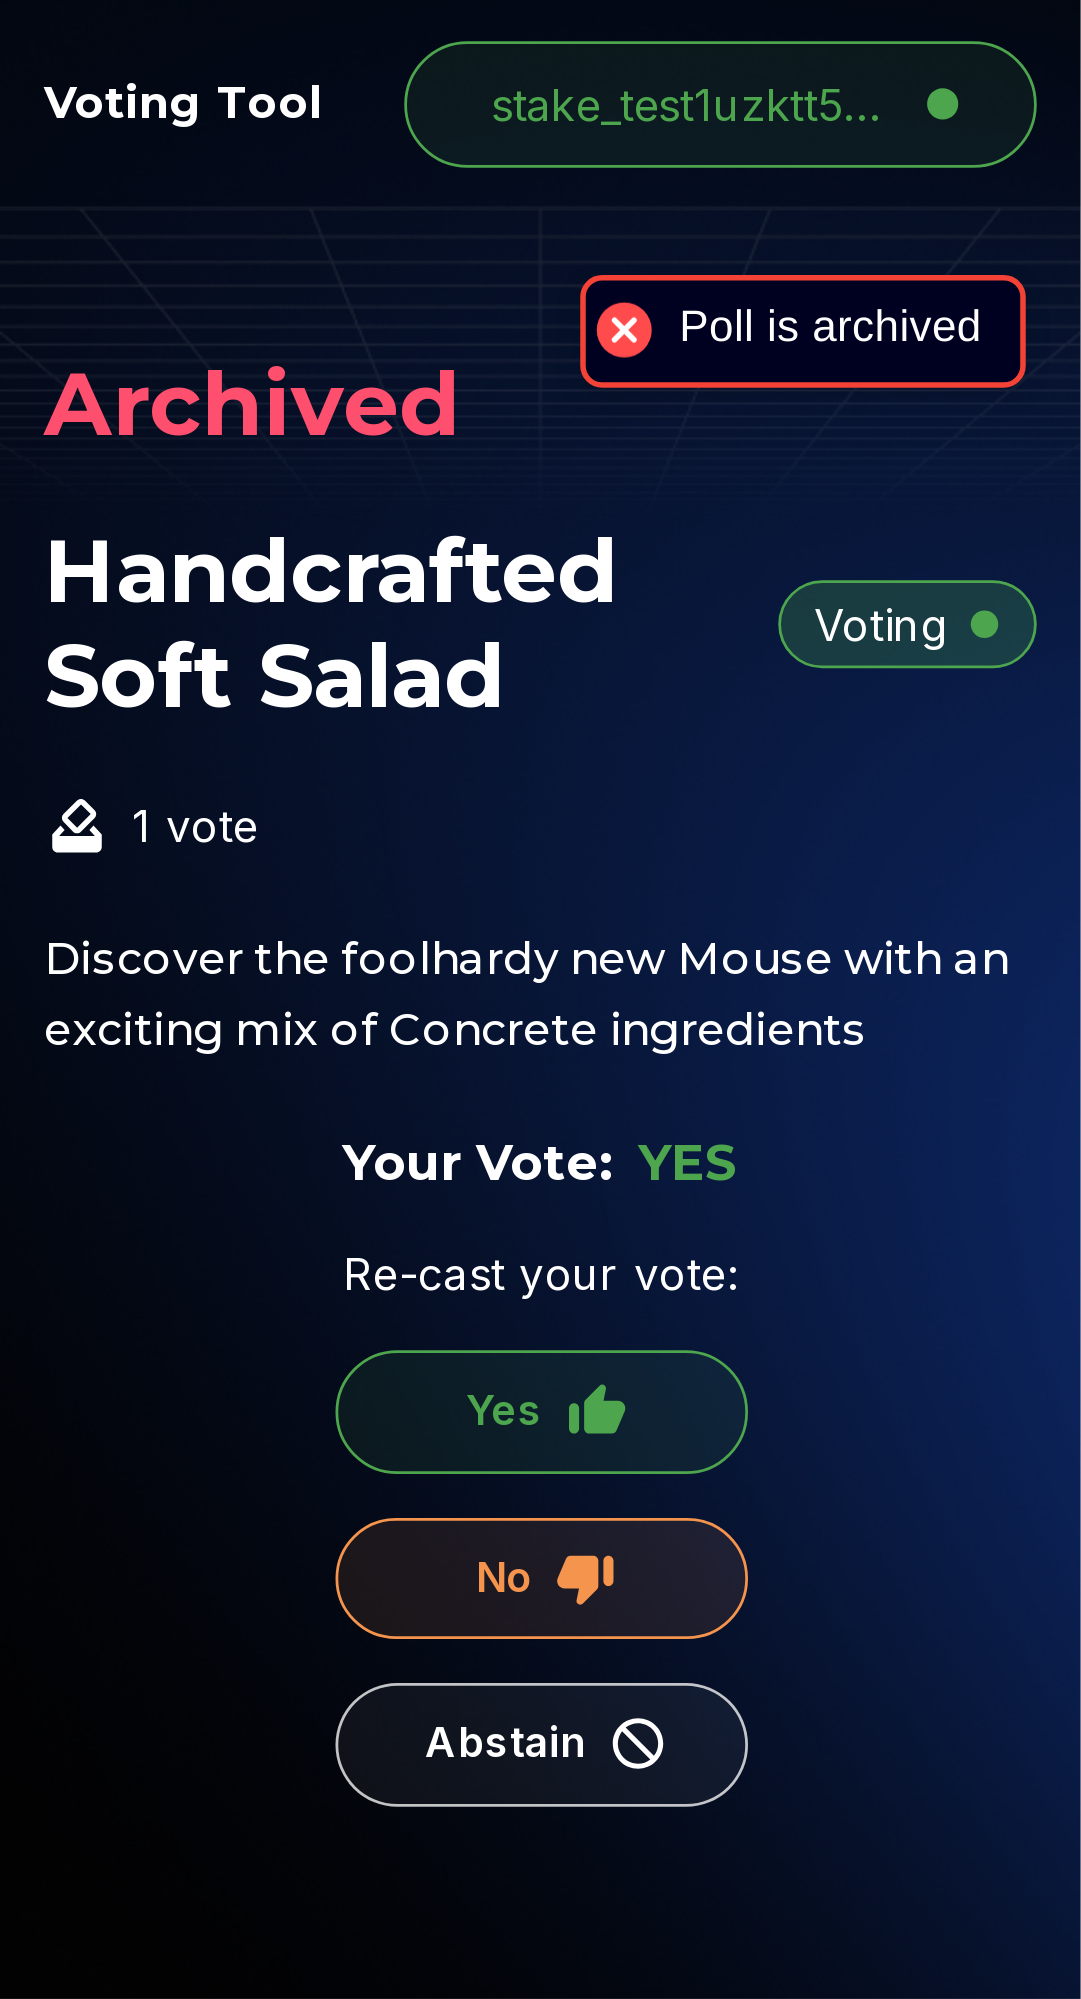 Voting Tool
stake_test1uzktt5...
Poll is archived
Archived
Handcrafted
Soft Salad
Voting
1 vote
Discover the foolhardy new Mouse with an
exciting mix of Concrete ingredients
Your Vote: YES
Re-cast your vote:
Yes
No
Abstain